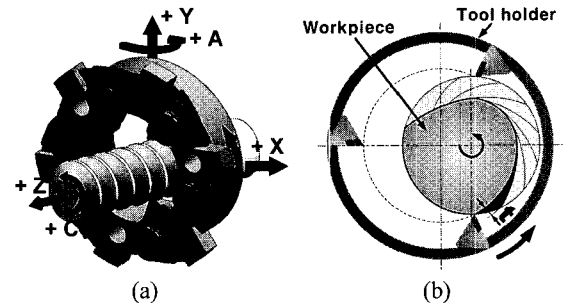 + Y
+ A
+ X
+ Z
+ C
(a)
Workpiece
Tool holder
(b)